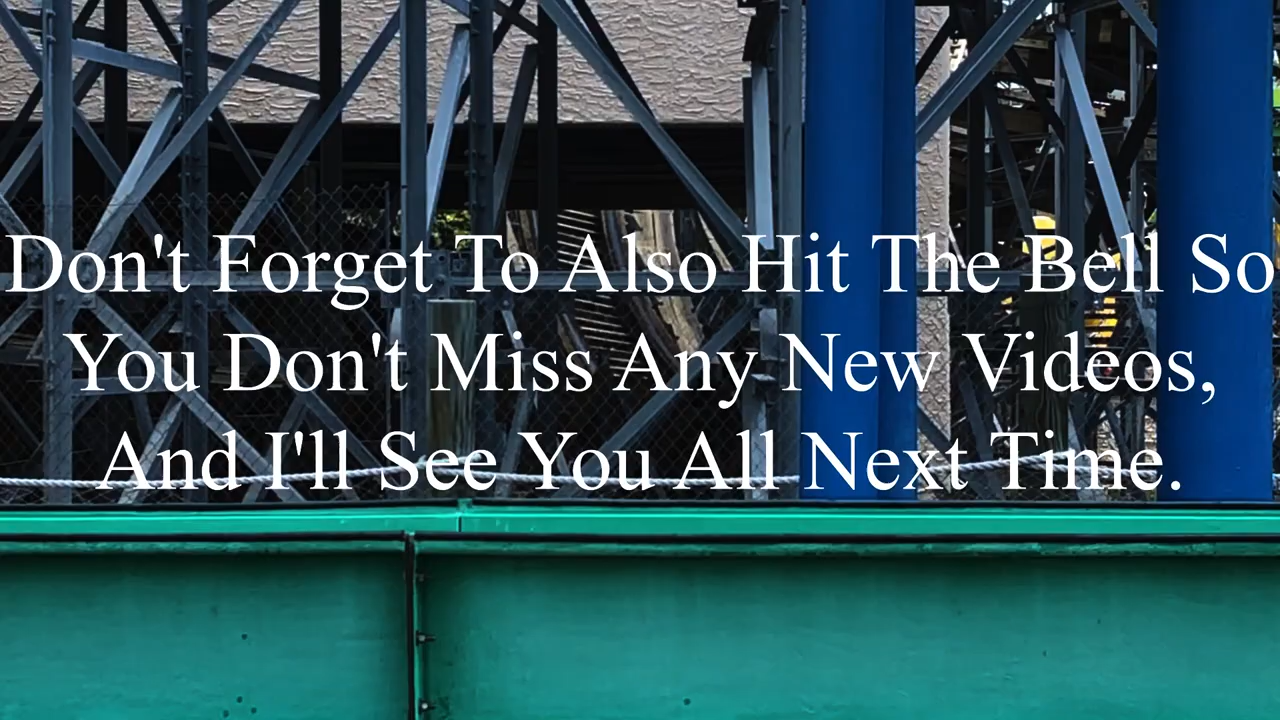 Don't Forget To Also Hit The Bell So
You Don't Miss Any New Videos,
And I'll See You All Next Time.